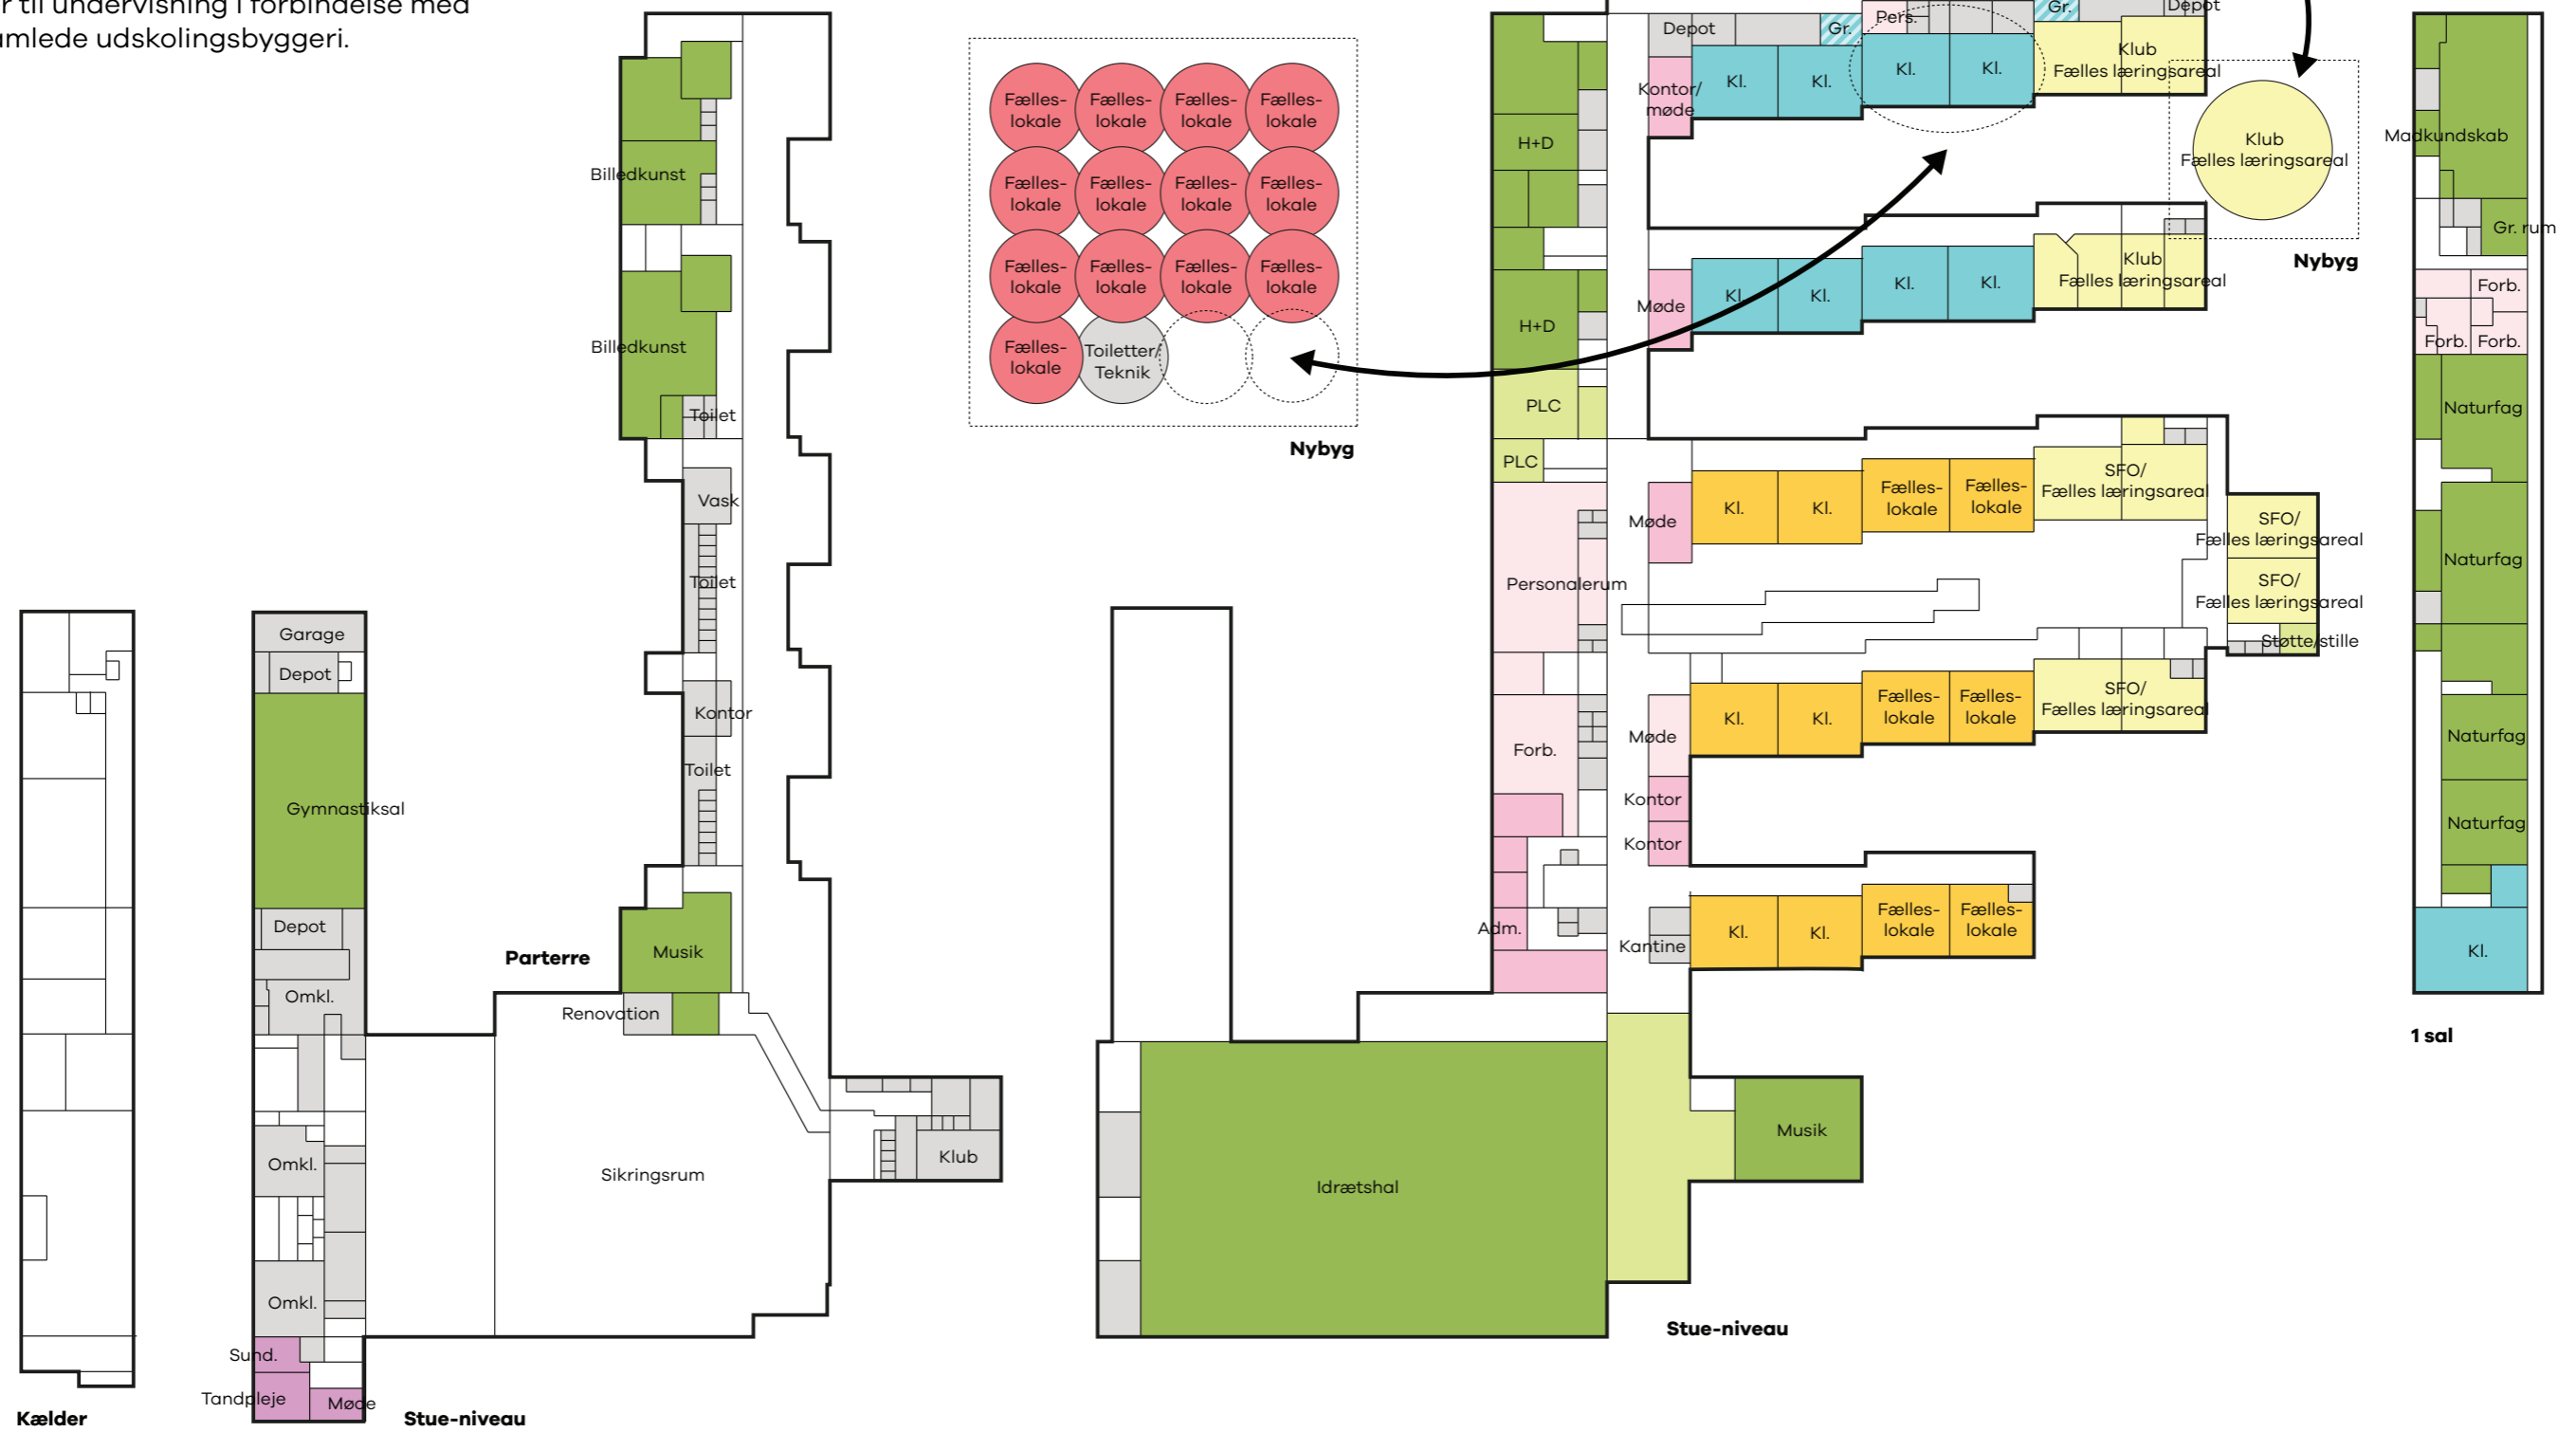 r til undervisning i forbindelse med
amlede udskolingsbyggeri.
Billedkunst
Billedkunst
Toilet
Vask
Toilet
Kontor
Toilet
Musik
Parterre
Renovation
Sikringsrum
Klub
Garage
Depot
Gymnastiksal
Depot
Omkl.
Omkl.
Omkl.
Sund.
Tandpleje
Møde
Kælder
Stue-niveau
Fælles-
lokale
Fælles-
lokale
Fælles-
lokale
Fælles-
lokale
Fælles-
lokale
Fælles-
lokale
Fælles-
lokale
Fælles-
lokale
Fælles-
lokale
Fælles-
lokale
Fælles-
lokale
Fælles-
lokale
Fælles-
lokale
Toiletter/
Teknik
Nybyg
H+D
H+D
PLC
PLC
Personalerum
Forb.
Adm.
Depot
Gr.
Pers.
Gr.
Depot
Kontor/
møde
Kl.
Kl.
Kl.
Kl.
Klub
Fælles læringsareal
Klub
Fælles læringsareal
Nybyg
Møde
Kl.
Kl.
Kl.
Kl.
Klub
Fælles læringsareal
Møde
Kl.
Kl.
Fælles-
lokale
Fælles-
lokale
SFO/
Fælles læringsareal
SFO/
Fælles læringsareal
SFO/
Fælles læringsareal
Støtte/stille
Møde
Kl.
Kl.
Fælles-
lokale
Fælles-
lokale
SFO/
Fælles læringsareal
Kontor
Kontor
Kantine
Kl.
Kl.
Fælles-
lokale
Fælles-
lokale
Musik
Idrætshal
Stue-niveau
Madkundskab
Gr. rum
Forb.
Forb.
Forb.
Naturfag
Naturfag
Naturfag
Naturfag
Kl.
1 sal